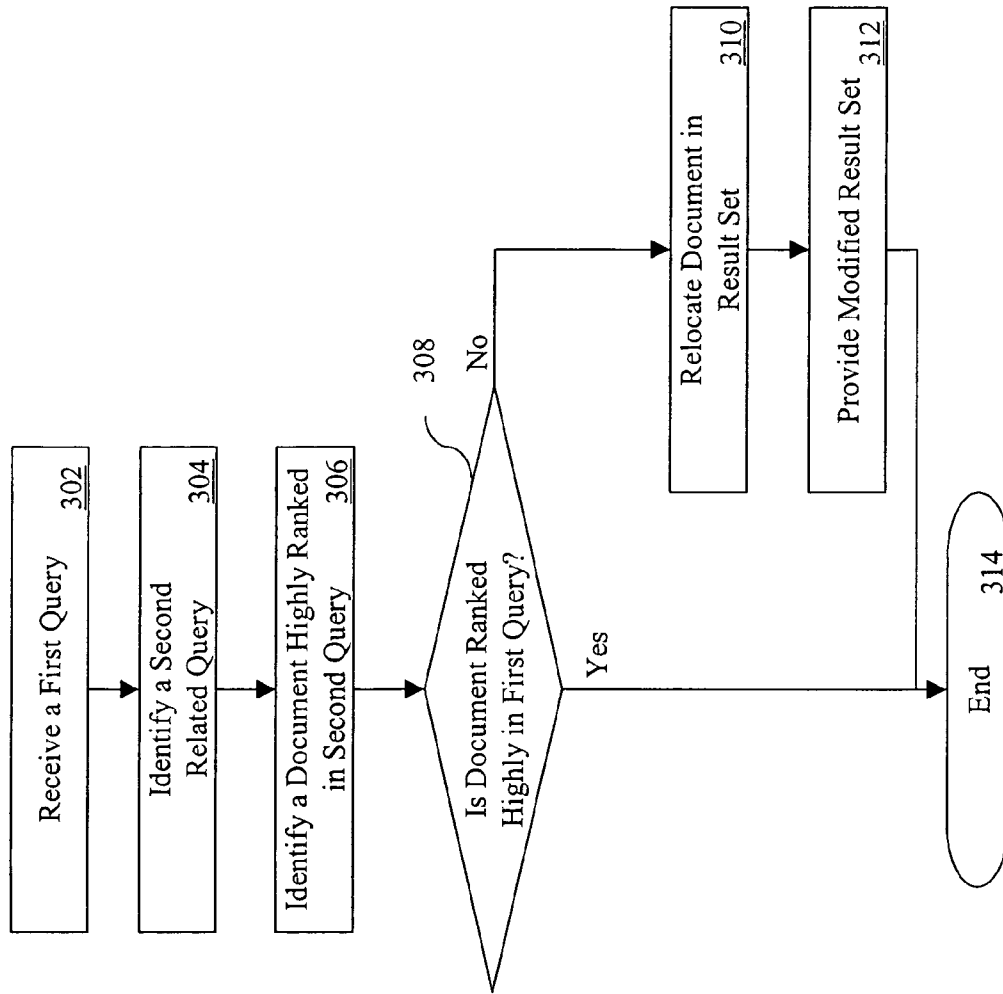 Receive a First Query
302
Identify a Second
Related Query
304
Identify a Document Highly Ranked
in Second Query
306
308
Is Document Ranked
Highly in First Query?
No
Yes
Relocate Document in
Result Set
310
Provide Modified Result Set
312
End
314